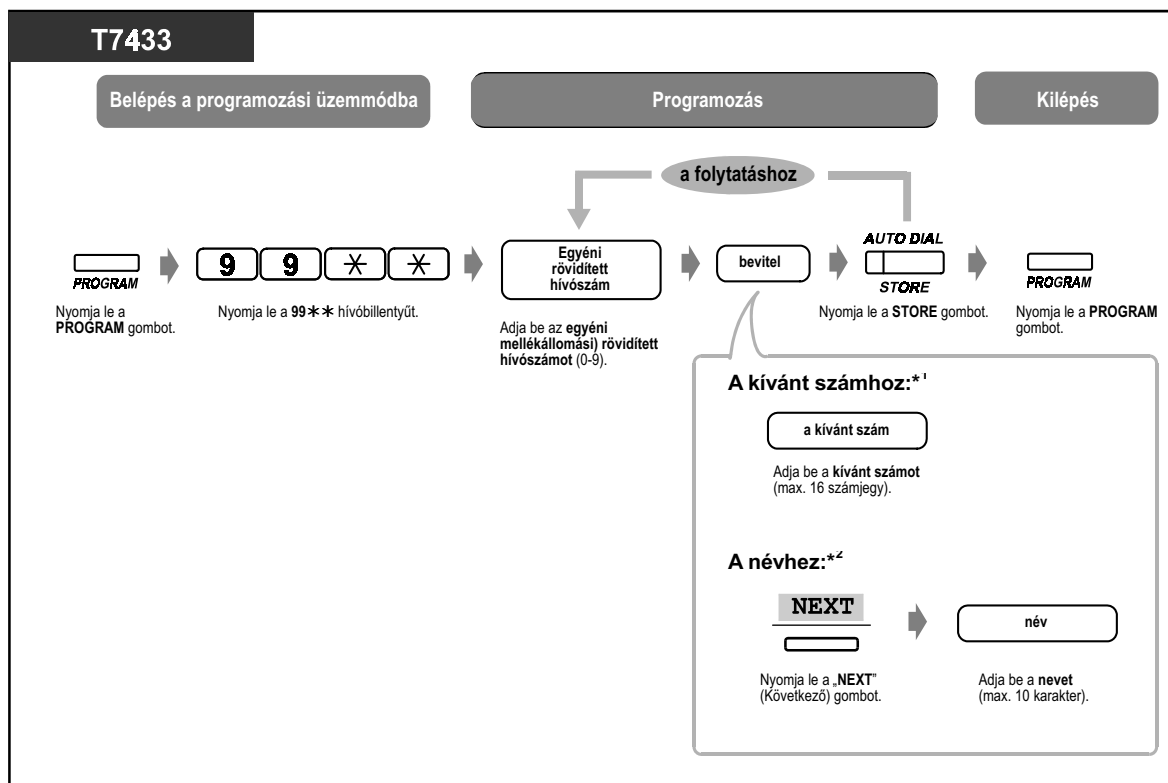 T7433
Belépés a programozási üzemmódba
Programozás
Kilépés
a folytatáshoz
PROGRAM
Nyomja le a
PROGRAM gombot.
9 9 * *
Nyomja le a 99** hívóbillentyűt.
Egyéni
rövidített
hívószám
Adja be az egyéni
mellékállomási) rövidített
hívószámot (0-9).
bevitel
AUTO DIAL
STORE
Nyomja le a STORE gombot.
PROGRAM
Nyomja le a PROGRAM
gombot.
A kívánt számhoz:*1
a kívánt szám
Adja be a kívánt számot
(max. 16 számjegy).
A névhez:*2
NEXT
Nyomja le a „NEXT”
(Következő) gombot.
név
Adja be a nevet
(max. 10 karakter).